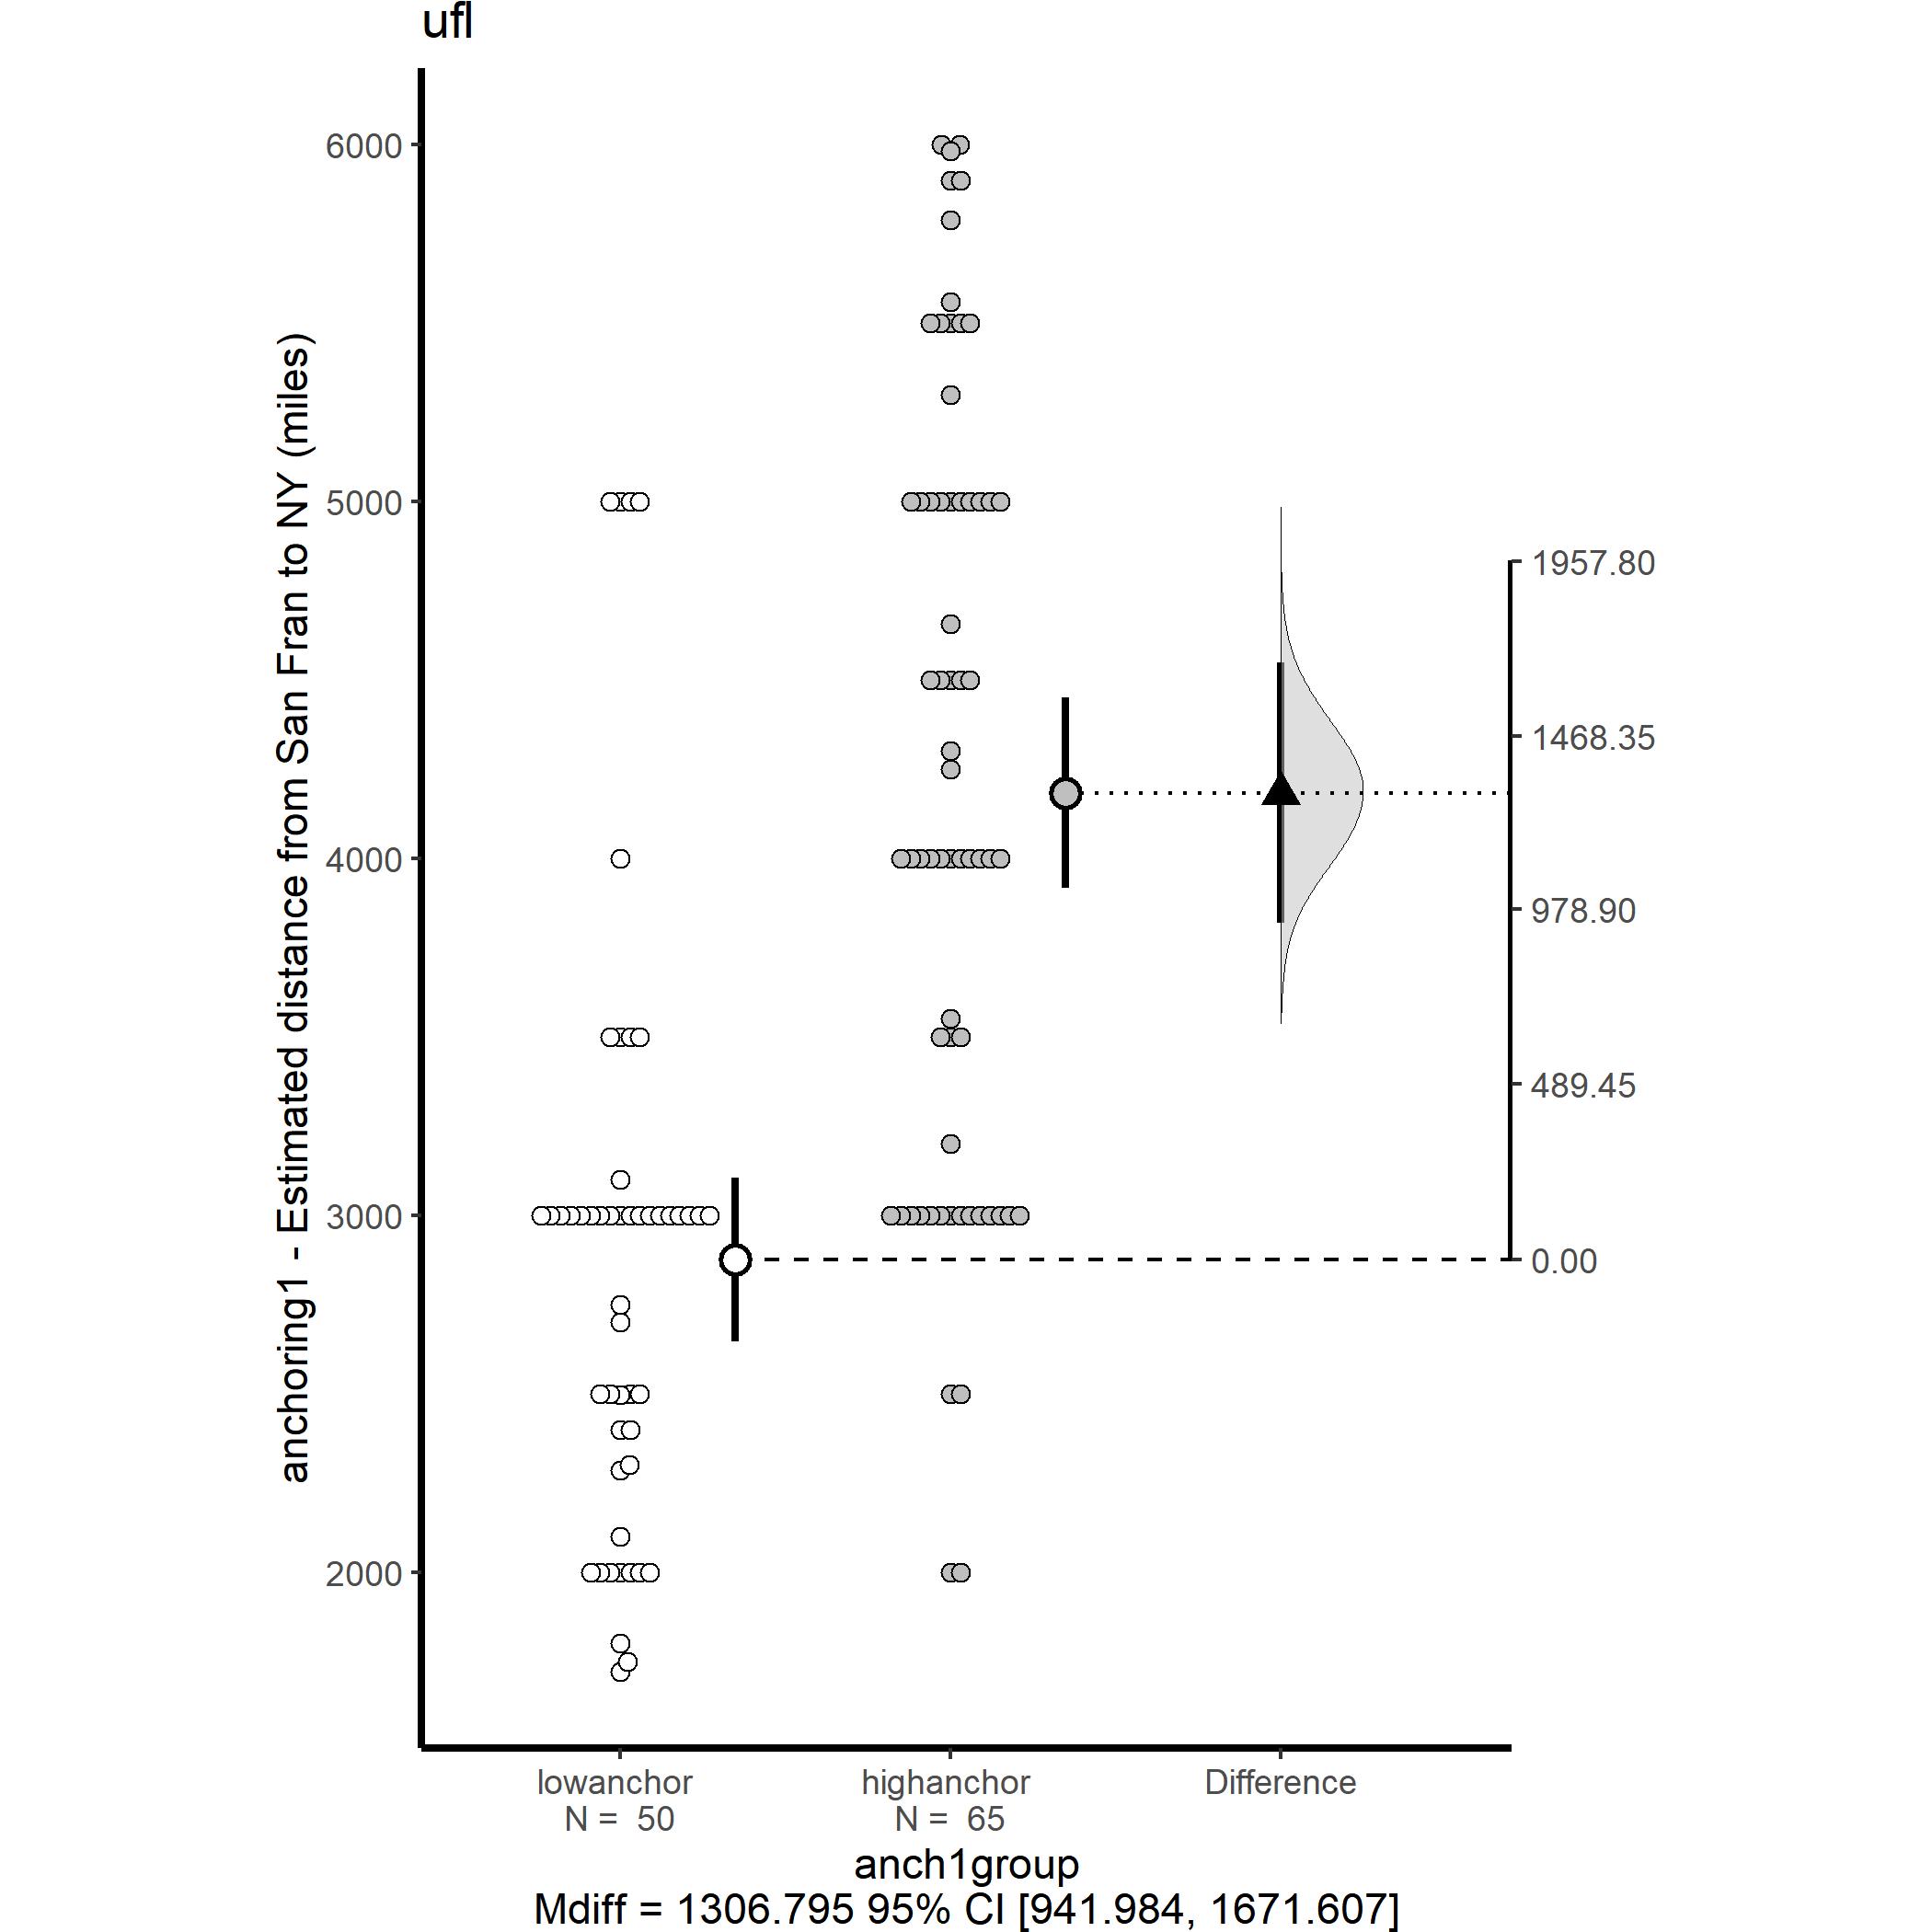 ufl
anchoring1 - Estimated distance from San Fran to NY (miles)
6000
5000
4000
3000
2000
1957.80
1468.35
978.90
489.45
0.00
lowanchor
N =  50
highanchor
N =  65
Difference
anch1group
Mdiff = 1306.795 95% CI [941.984, 1671.607]